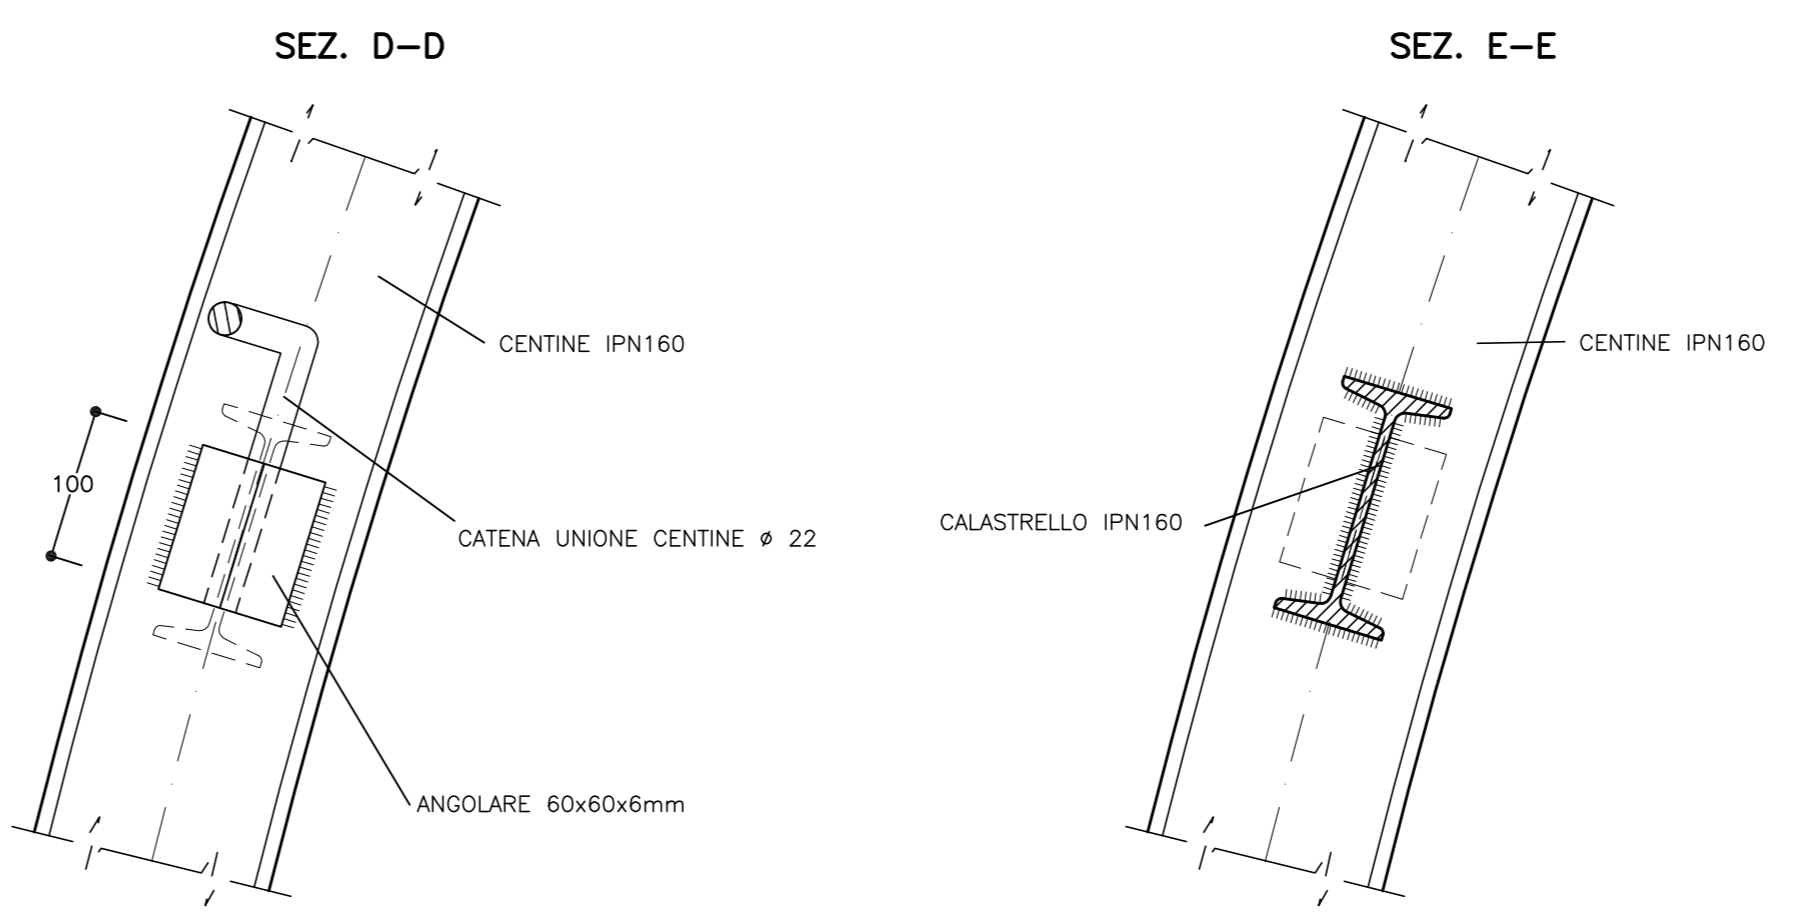 SEZ. D-D
SEZ. E-E
CENTINE IPN160
CENTINE IPN160
100
CALASTRELLO IPN160
CATENA UNIONE CENTINE ø 22
ANGOLARE 60x60x6mm